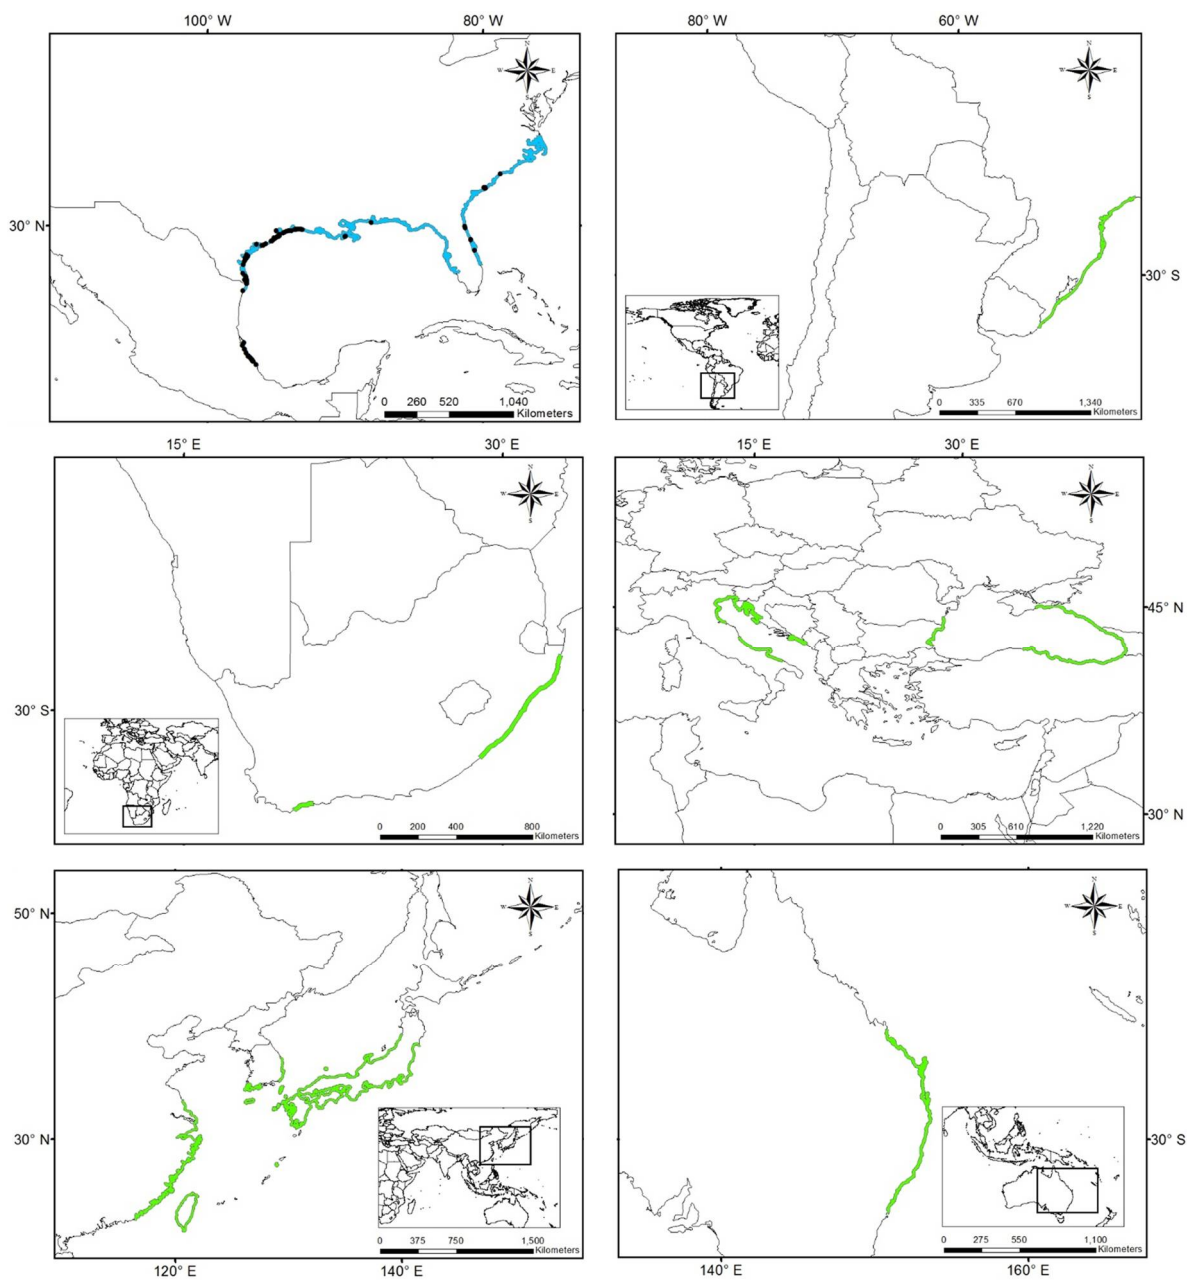 100° W 80° W
80° W 60° W
N
W E
S
N
W E
S
30° N
30° S
0 260 520 1,040
Kilometers
0 335 670 1,340
Kilometers
15° E 30° E
15° E 30° E
N
W E
S
N
W E
S
45° N
30° S
0 200 400 800
Kilometers
0 305 610 1,220
Kilometers
30° N
N
W E
S
N
W E
S
50° N
30° N
30° S
0 375 750 1,500
Kilometers
0 275 550 1,100
Kilometers
120° E 140° E
140° E 160° E